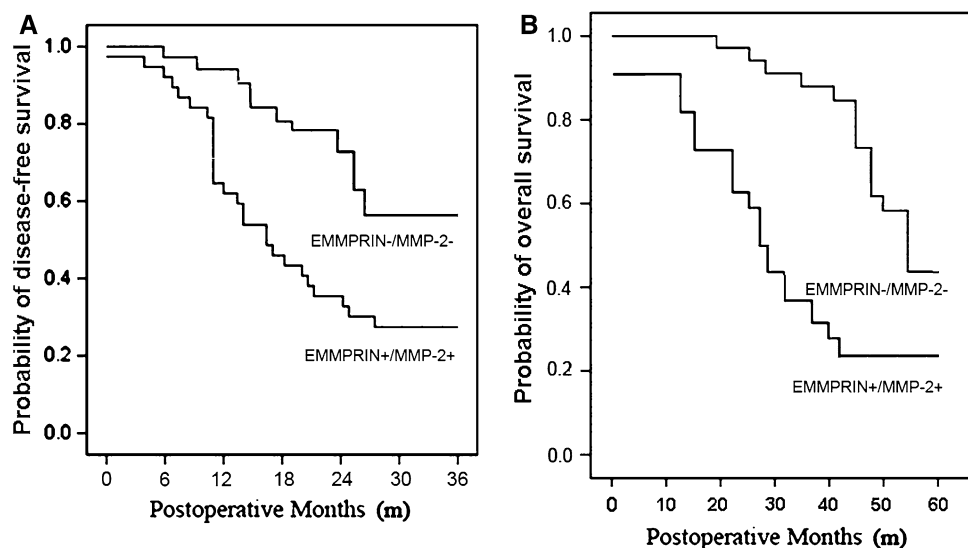 A
Probability of disease-free survival
1.0
0.8
0.6
0.4
0.2
0.0
EMMPRIN-/MMP-2-
EMMPRIN+/MMP-2+
0 6 12 18 24 30 36
Postoperative Months (m)
B
Probability of overall survival
1.0
0.8
0.6
0.4
0.2
0.0
EMMPRIN-/MMP-2-
EMMPRIN+/MMP-2+
0 10 20 30 40 50 60
Postoperative Months (m)